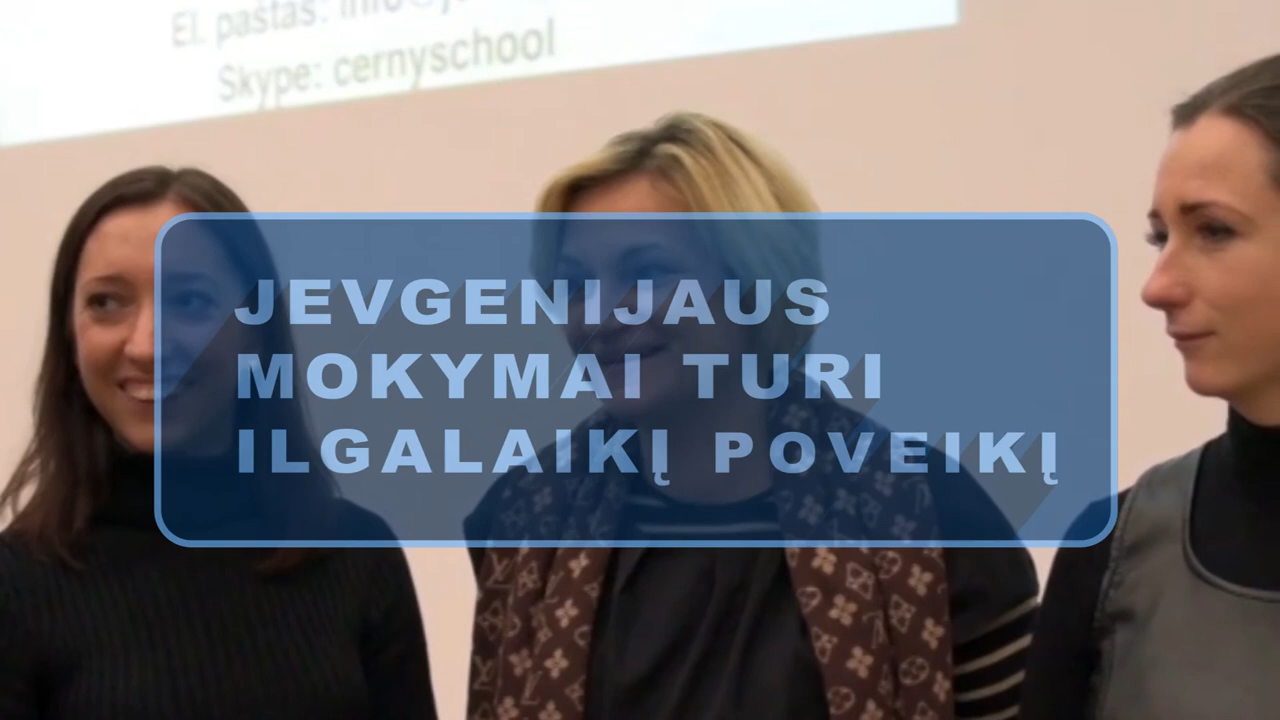 El. paštas:
Skype: cernyschool
JEVGENIJAUS
MOKYMAI TURI
ILGALAIKĮ POVEIKĮ